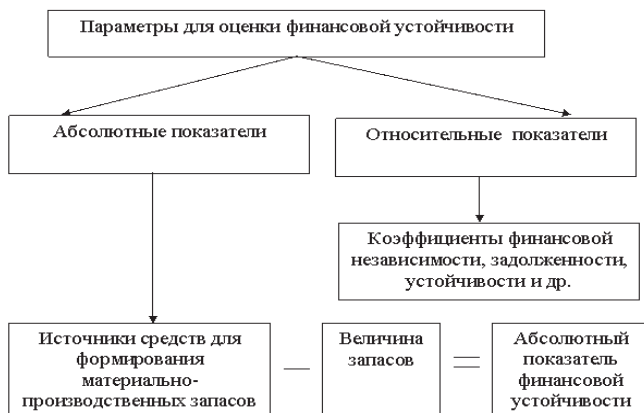 Параметры для оценки финансовой устойчивости
Абсолютные показатели
Относительные показатели
Коэффициенты финансовой
независимости, задолженности,
устойчивости и др.
Источники средств для
формирования
материально-
производственных запасов
—
Величина
запасов
=
Абсолютный
показатель
финансовой
устойчивости